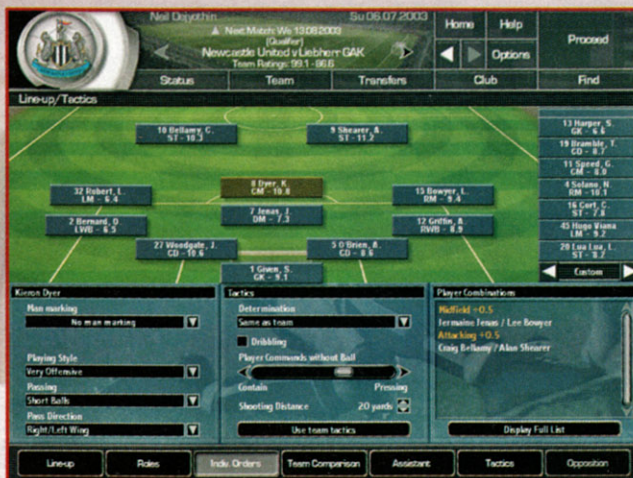 Neil Dejyothin
Su 06.07.2003
Next Match: We 13.08.2003
(Qualifier)
Newcastle United v Liebherr GAK
Team Ratings: 99.1 - 86.6
Home
Help
Options
Proceed
Status
Team
Transfers
Club
Find
Line-up/Tactics
10 Bellamy, C.
ST - 10.3
9 Shearer, A.
ST - 11.2
8 Dyer, K.
CM - 10.8
32 Robert, L.
LM - 6.4
15 Bowyer, L.
RM - 9.4
7 Jenas, J.
DM - 7.3
2 Bernard, O.
LWB - 6.5
12 Griffin, A.
RWB - 8.9
27 Woodgate, J.
CD - 10.6
5 O'Brien, A.
CD - 8.6
1 Given, S.
GK - 9.1
13 Harper, S.
GK - 6.6
19 Bramble, T.
CD - 8.7
11 Speed, G.
CM - 8.0
4 Solano, N.
RM - 10.1
16 Cort, C.
ST - 7.8
45 Hugo Viana
LM - 9.2
20 Lua Lua, L.
ST - 8.2
Custom
Kieron Dyer
Man marking
No man marking
Playing Style
Very Offensive
Passing
Short Balls
Pass Direction
Right/Left Wing
Tactics
Determination
Same as team
Dribbling
Player Commands without Ball
Contain
Pressing
Shooting Distance
20 yards
Use team tactics
Player Combinations
Midfield +0.5
Jermaine Jenas / Lee Bowyer
Attacking +0.5
Craig Bellamy / Alan Shearer
Display Full List
Line-up
Roles
Indiv. Orders
Team Comparison
Assistant
Tactics
Opposition